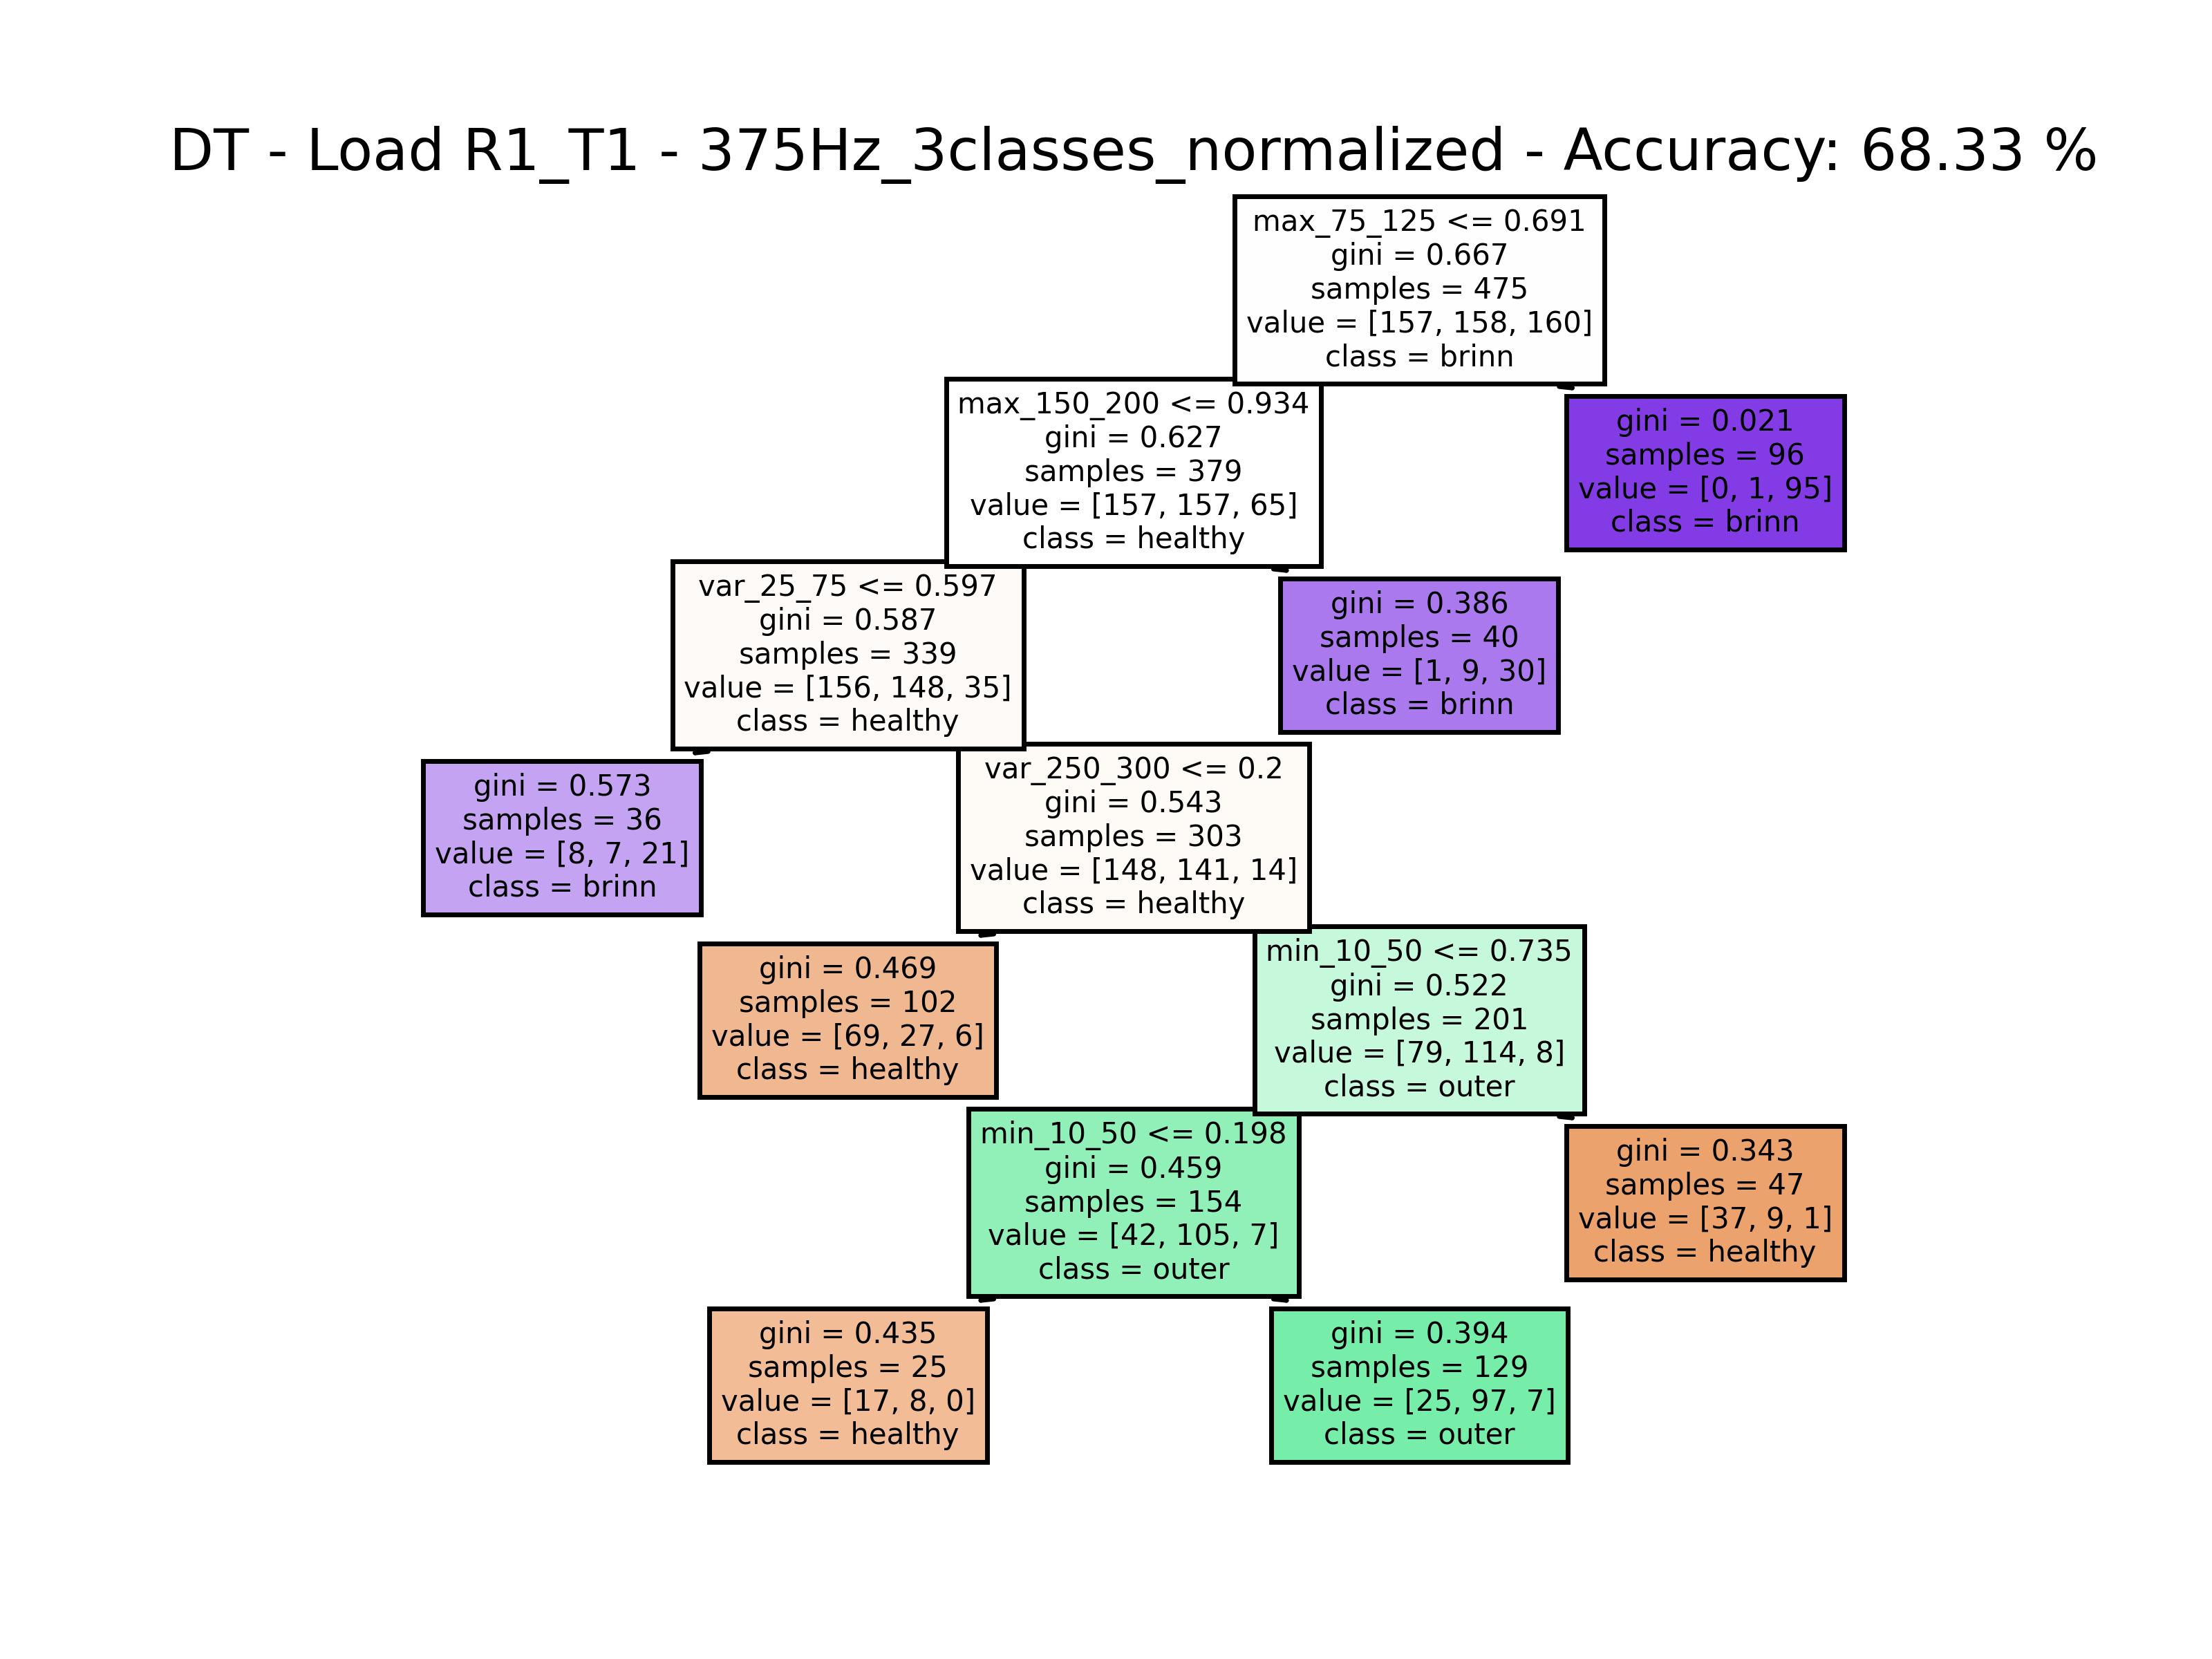 DT - Load R1_T1 - 375Hz_3classes_normalized - Accuracy: 68.33 %
max_75_125 <= 0.691
gini = 0.667
samples = 475
value = [157, 158, 160]
class = brinn
max_150_200 <= 0.934
gini = 0.627
samples = 379
value = [157, 157, 65]
class = healthy
gini = 0.021
samples = 96
value = [0, 1, 95]
class = brinn
var_25_75 <= 0.597
gini = 0.587
samples = 339
value = [156, 148, 35]
class = healthy
gini = 0.386
samples = 40
value = [1, 9, 30]
class = brinn
gini = 0.573
samples = 36
value = [8, 7, 21]
class = brinn
var_250_300 <= 0.2
gini = 0.543
samples = 303
value = [148, 141, 14]
class = healthy
gini = 0.469
samples = 102
value = [69, 27, 6]
class = healthy
min_10_50 <= 0.735
gini = 0.522
samples = 201
value = [79, 114, 8]
class = outer
min_10_50 <= 0.198
gini = 0.459
samples = 154
value = [42, 105, 7]
class = outer
gini = 0.343
samples = 47
value = [37, 9, 1]
class = healthy
gini = 0.435
samples = 25
value = [17, 8, 0]
class = healthy
gini = 0.394
samples = 129
value = [25, 97, 7]
class = outer